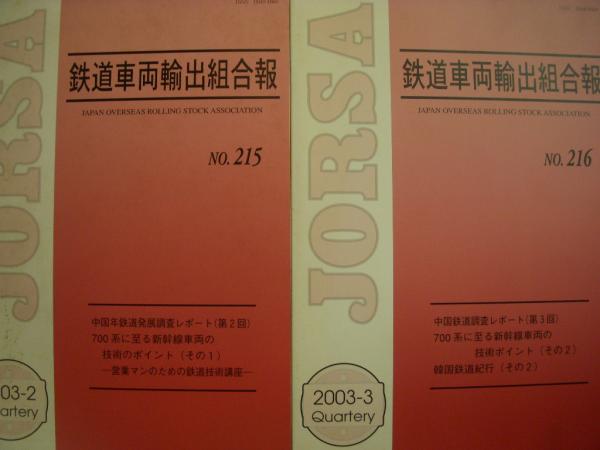 JORSA
鉄道車両輸出組合報
JAPAN OVERSEAS ROLLING STOCK ASSOCIATION
NO. 215
中国年鉄道発展調査レポート(第2回)
700系に至る新幹線車両の
技術のポイント(その1)
―営業マンのための鉄道技術講座―
03-2
artery
JORSA
鉄道車両輸出組合報
JAPAN OVERSEAS ROLLING STOCK ASSOCIATION
NO. 216
中国鉄道調査レポート(第3回)
700系に至る新幹線車両の
技術ポイント(その2)
韓国鉄道紀行(その2)
2003-3
Quartery